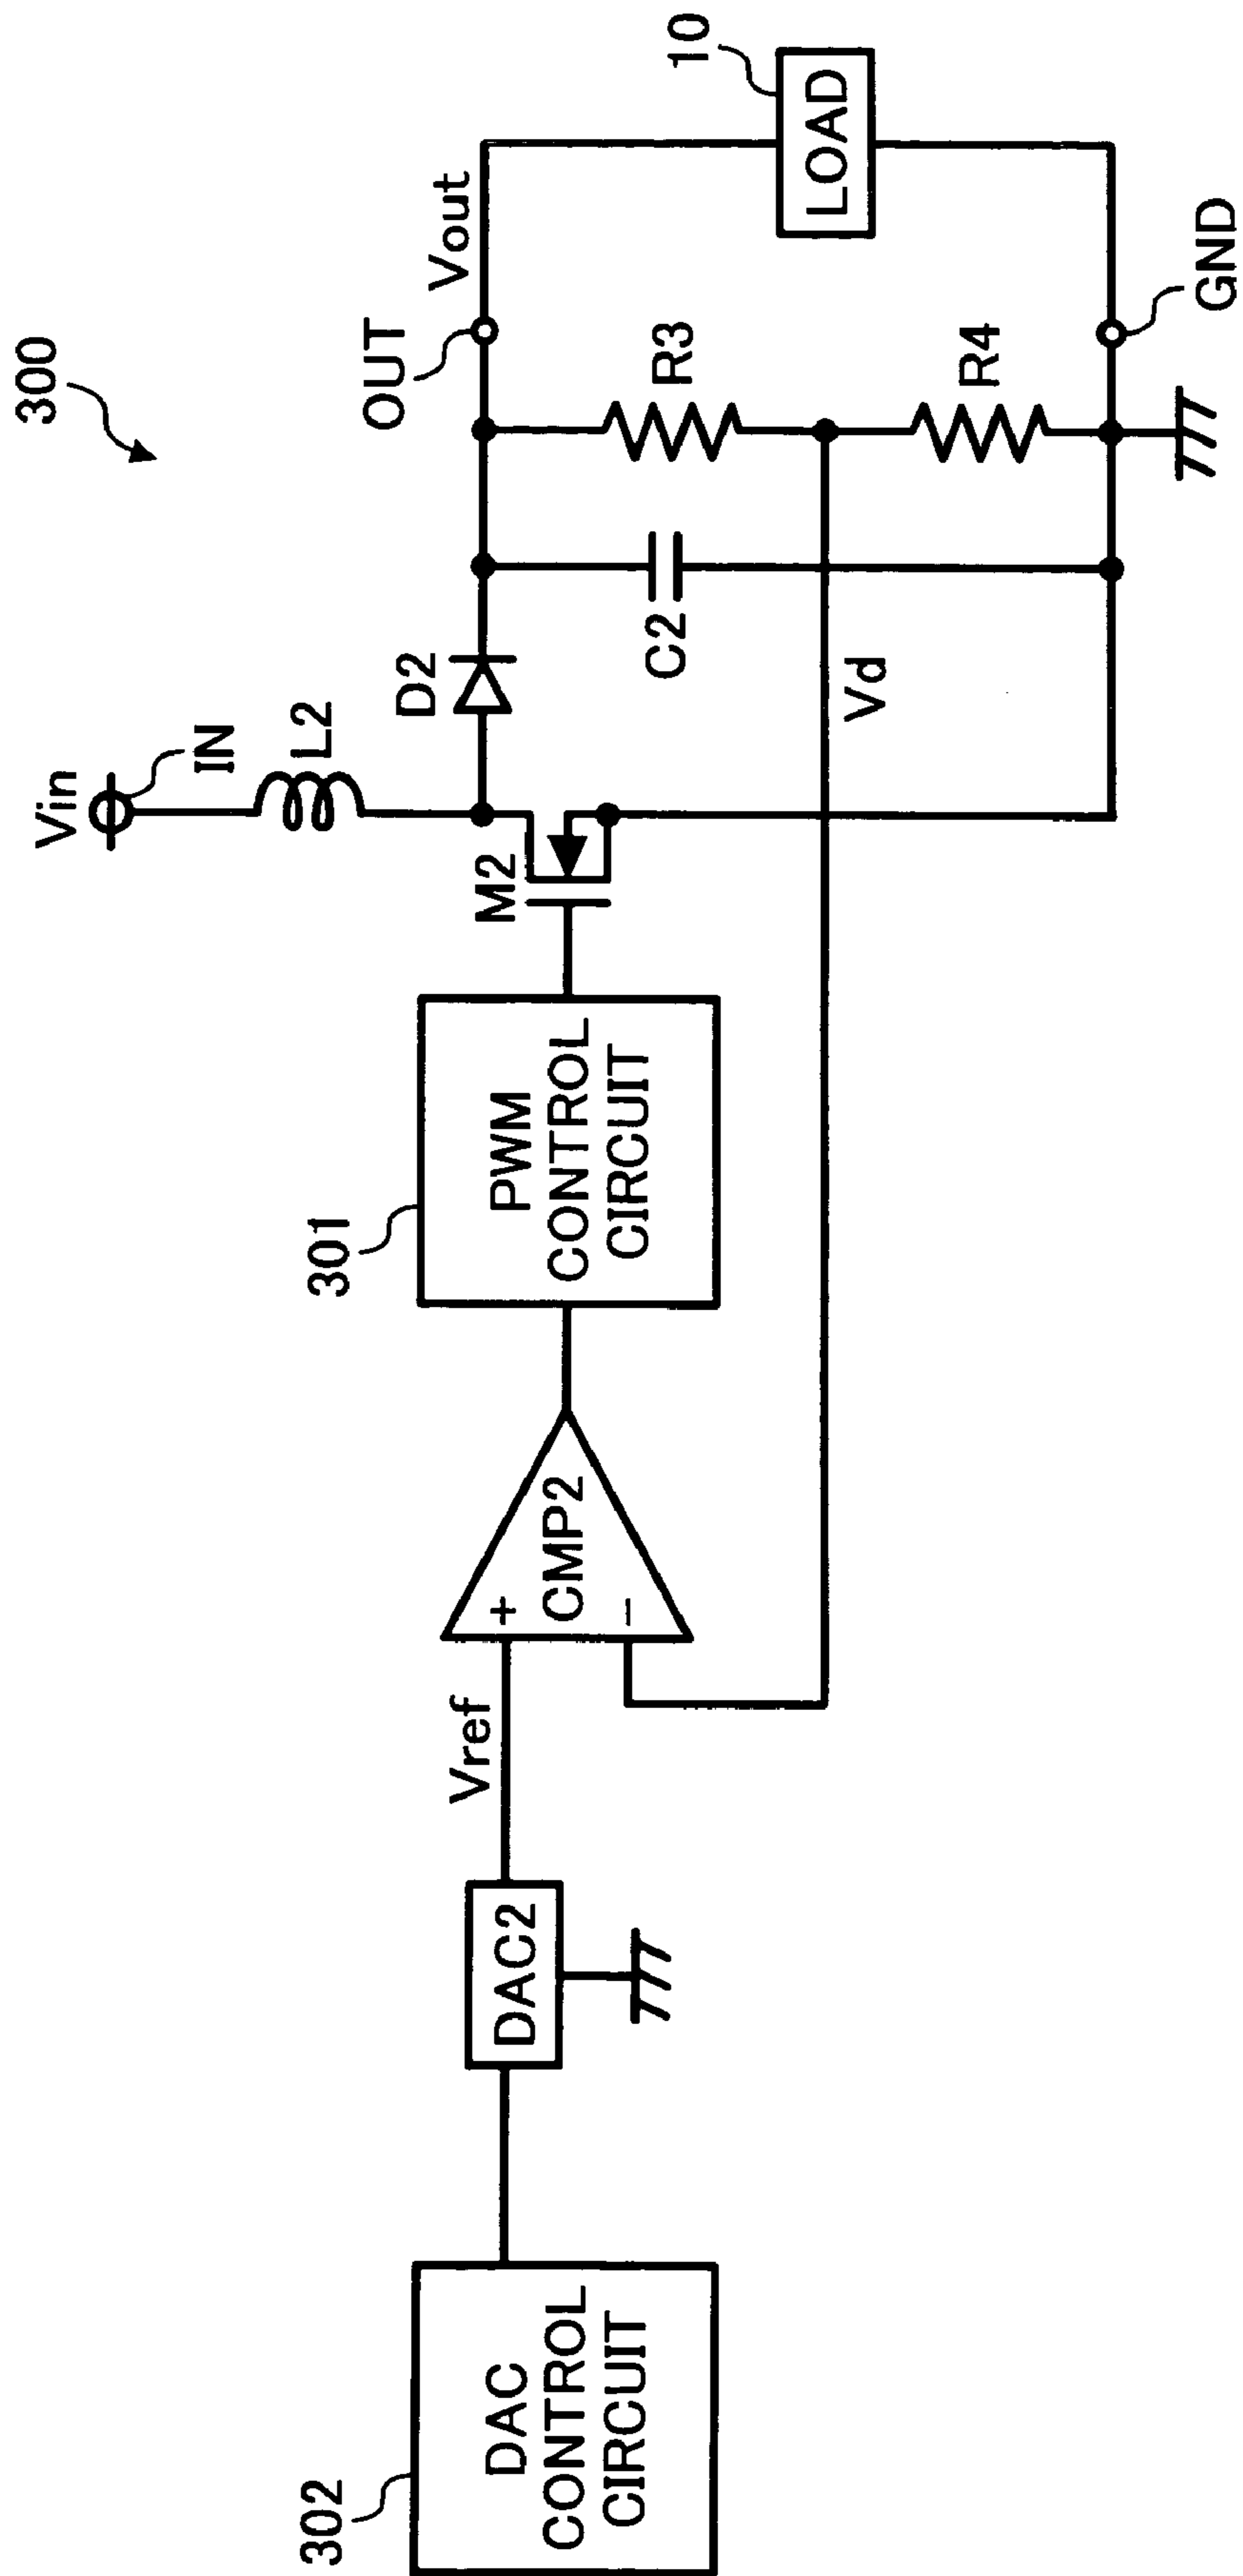 300
302
DAC
CONTROL
CIRCUIT
DAC2
Vref
+
−
CMP2
301
PWM
CONTROL
CIRCUIT
M2
Vin
IN
L2
D2
C2
Vd
OUT
Vout
R3
R4
GND
10
LOAD